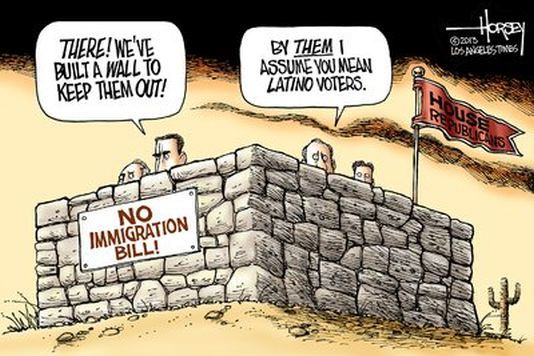 THERE! WE'VE
BUILT A WALL TO
KEEP THEM OUT!
BY THEM I
ASSUME YOU MEAN
LATINO VOTERS.
HORSEY
©2013
LOS ANGELES TIMES
HOUSE
REPUBLICANS
NO
IMMIGRATION
BILL!